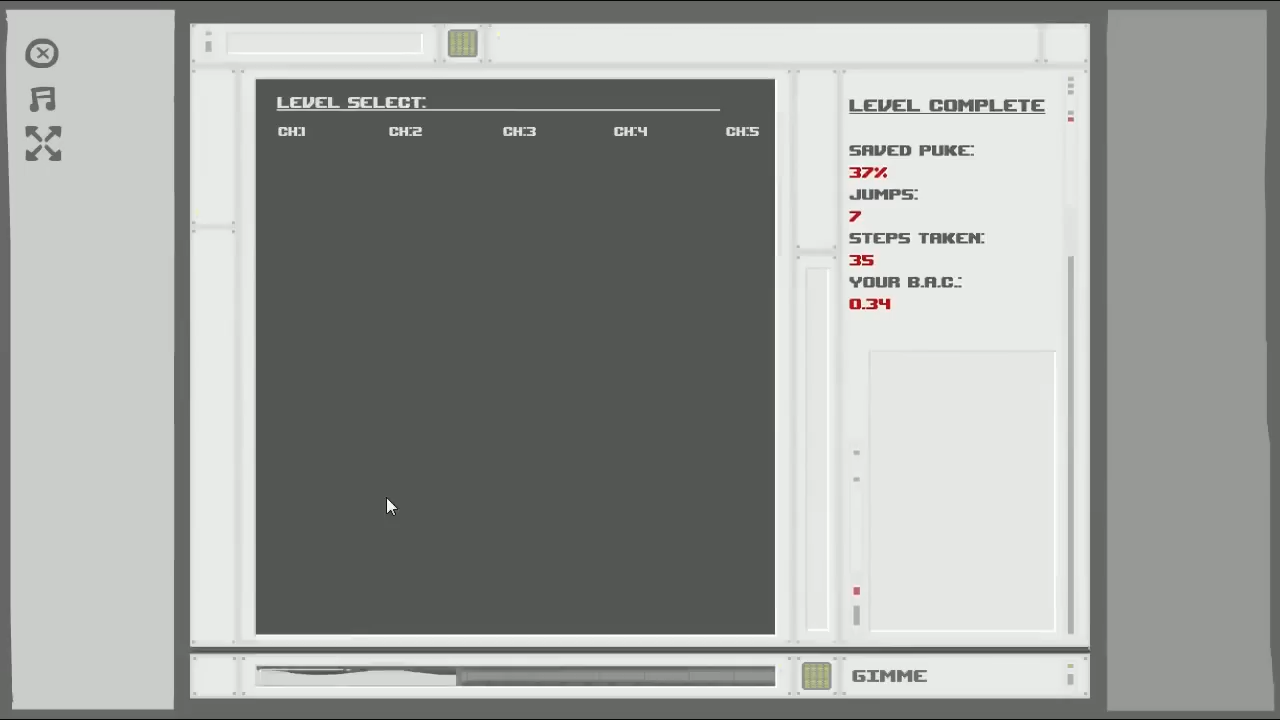 LEVEL SELECT:
CH:1 CH:2 CH:3 CH:4 CH:5
LEVEL COMPLETE
SAVED PUKE:
37%
JUMPS:
7
STEPS TAKEN:
35
YOUR B.A.C.:
0.34
GIMME